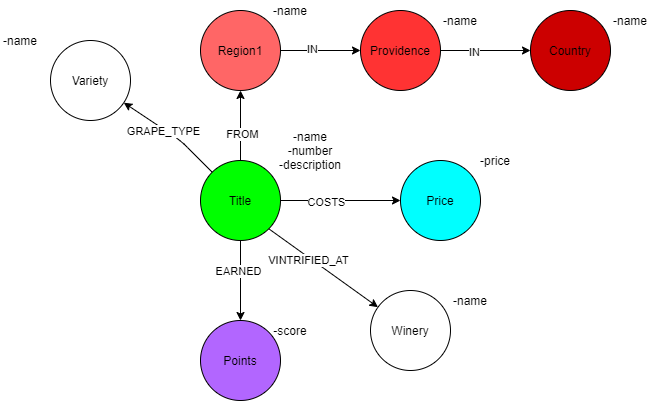 -name
-name
-name
-name
Region1
IN
Providence
IN
Country
Variety
GRAPE_TYPE
FROM
-name
-number
-description
-price
Title
COSTS
Price
EARNED
VINTRIFIED_AT
-name
-score
Winery
Points